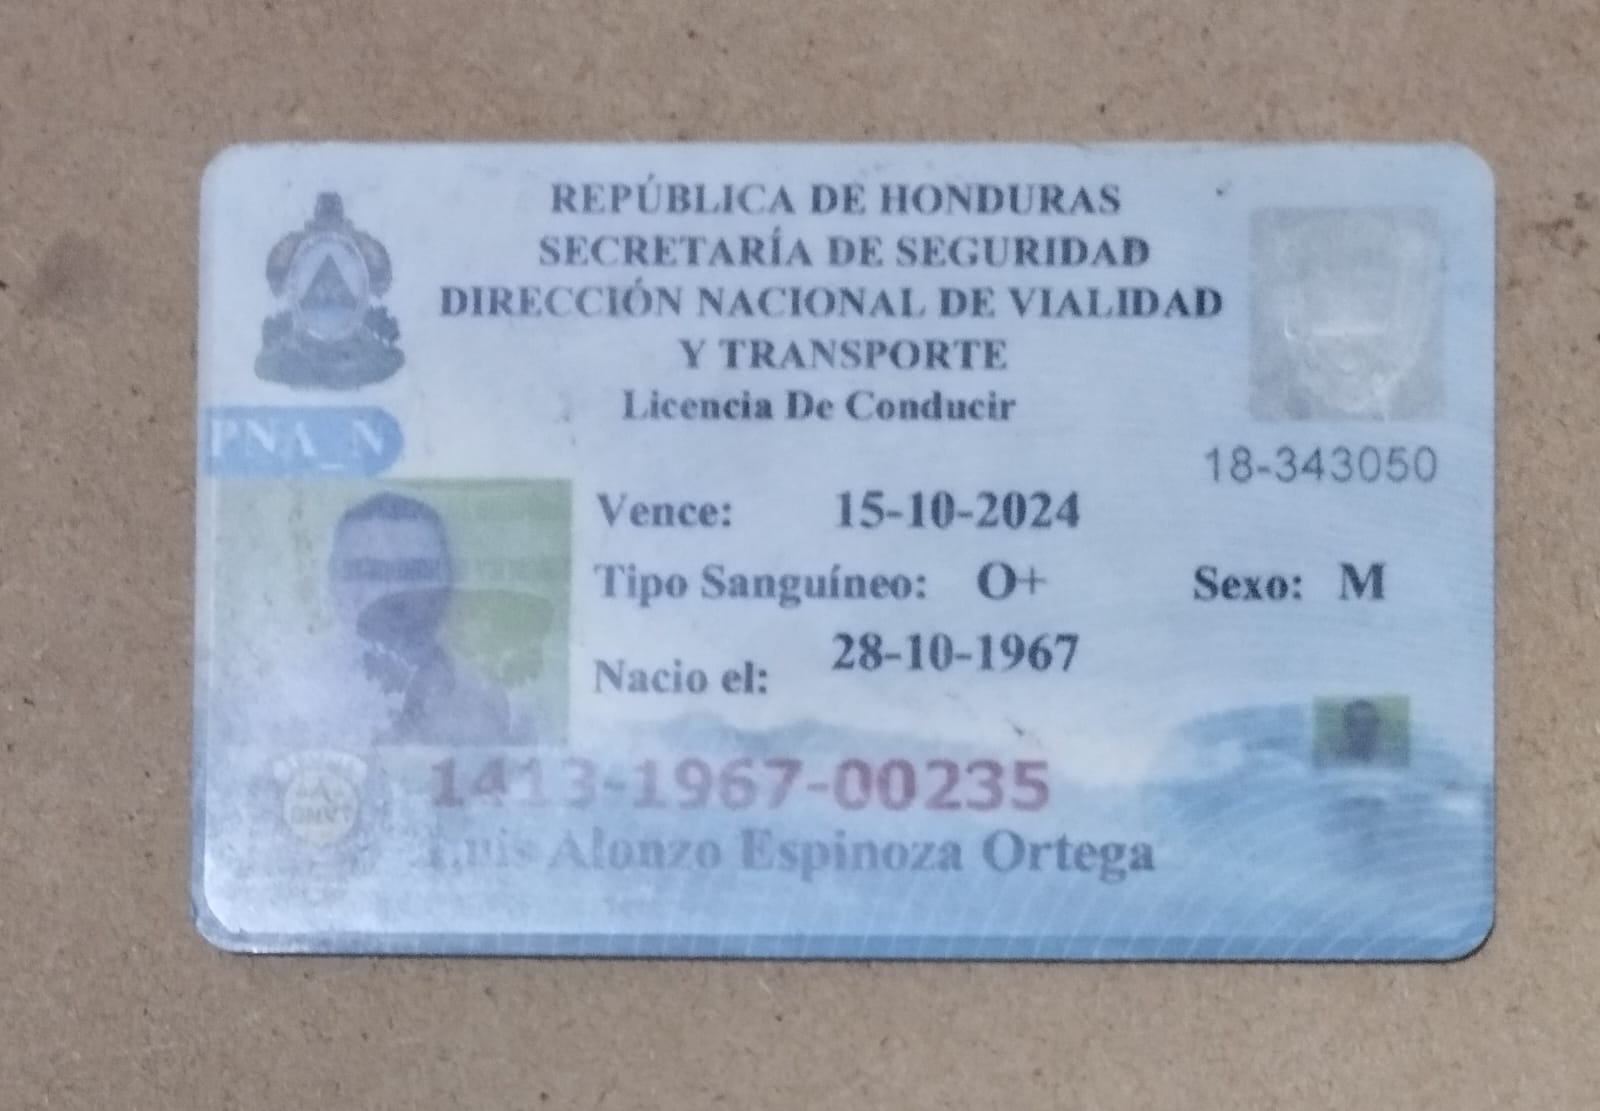 REPÚBLICA DE HONDURAS
SECRETARÍA DE SEGURIDAD
DIRECCIÓN NACIONAL DE VIALIDAD
Y TRANSPORTE
Licencia De Conducir
PNA_N
18-343050
Vence: 15-10-2024
Tipo Sanguíneo: O+ Sexo: M
Nacio el: 28-10-1967
1413-1967-00235
Luis Alonzo Espinoza Ortega